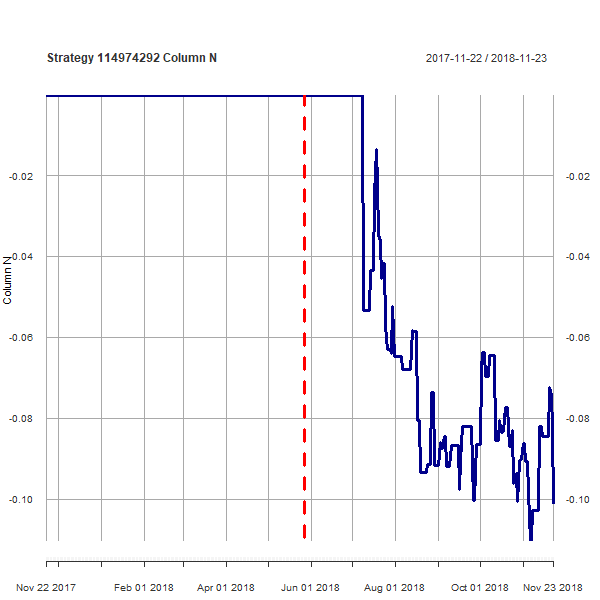 Strategy 114974292 Column N
2017-11-22 / 2018-11-23
-0.02
-0.02
-0.04
-0.04
Column N
-0.06
-0.06
-0.08
-0.08
-0.10
-0.10
Nov 22 2017
Feb 01 2018
Apr 01 2018
Jun 01 2018
Aug 01 2018
Oct 01 2018
Nov 23 2018